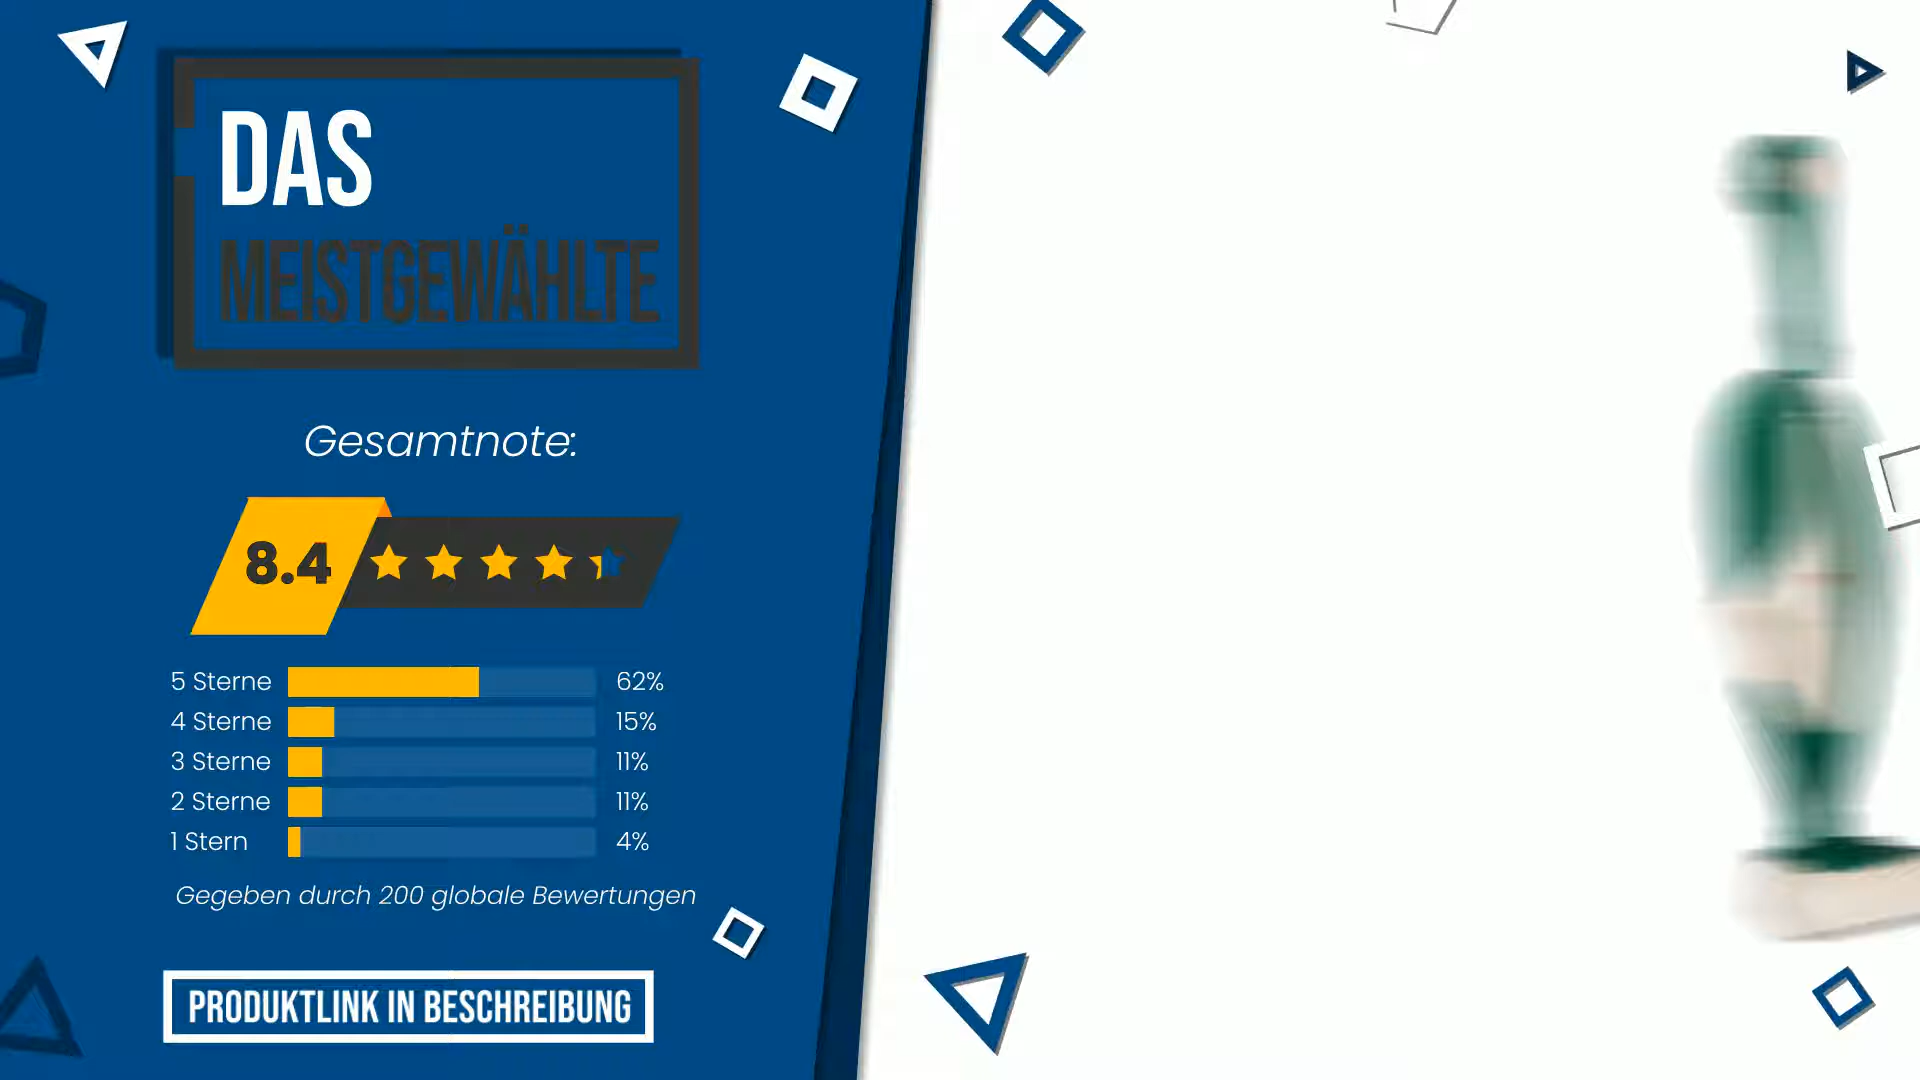 DAS
MEISTGEWÄHLTE
Gesamtnote:
8.4
5 Sterne 62%
4 Sterne 15%
3 Sterne 11%
2 Sterne 11%
1 Stern 4%
Gegeben durch 200 globale Bewertungen
PRODUKTLINK IN BESCHREIBUNG